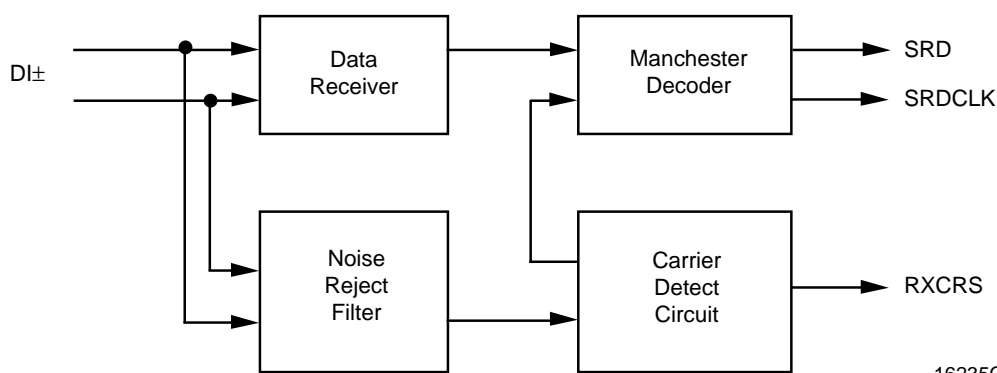 DI±
Data
Receiver
Manchester
Decoder
SRD
SRDCLK
Noise
Reject
Filter
Carrier
Detect
Circuit
RXCRS